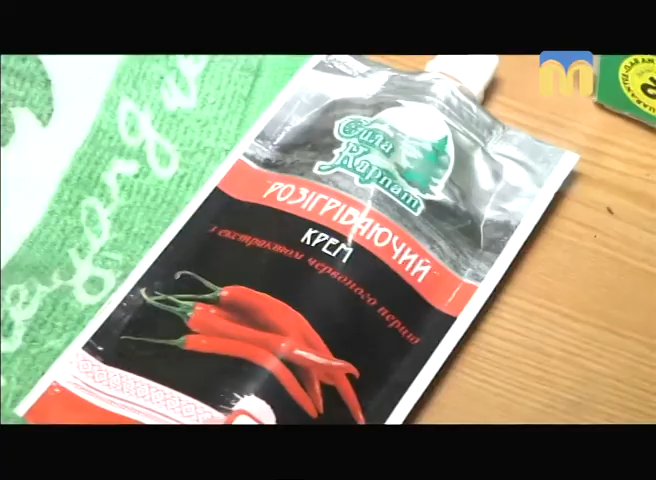 Сила
Карпат
РОЗІГРІВАЮЧИЙ
КРЕМ
з екстрактом червоного перцю